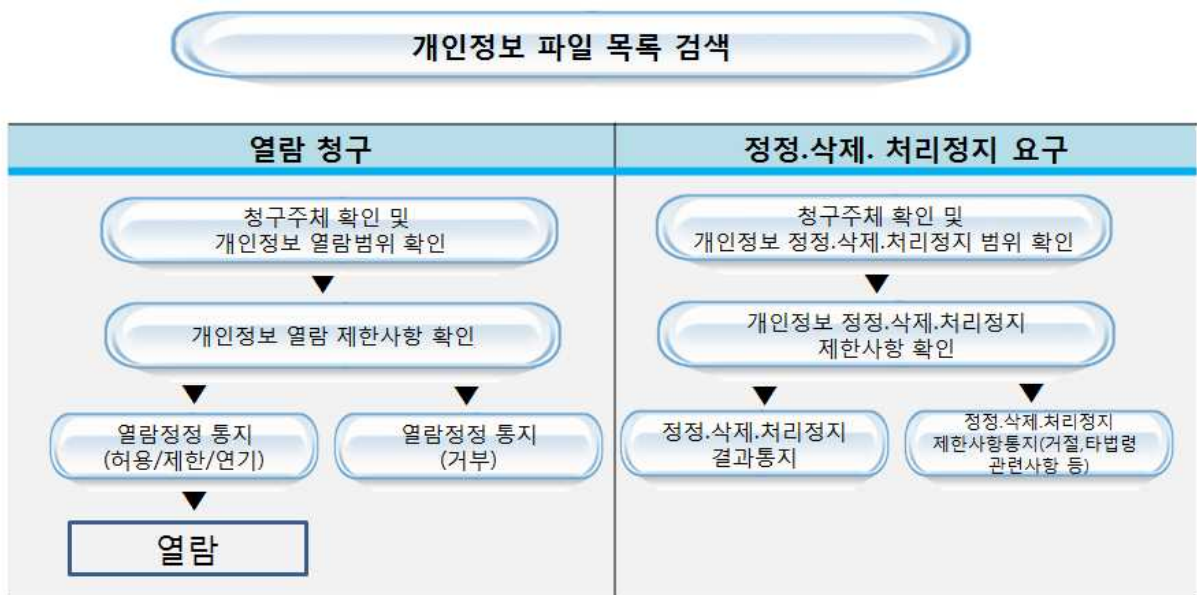 개인정보 파일 목록 검색
열람 청구
청구주체 확인 및
개인정보 열람범위 확인
개인정보 열람 제한사항 확인
열람정정 통지
(허용/제한/연기)
열람정정 통지
(거부)
열람
정정.삭제. 처리정지 요구
청구주체 확인 및
개인정보 정정.삭제.처리정지 범위 확인
개인정보 정정.삭제.처리정지
제한사항 확인
정정.삭제.처리정지
결과통지
정정.삭제.처리정지
제한사항통지(거절,타법령
관련사항 등)